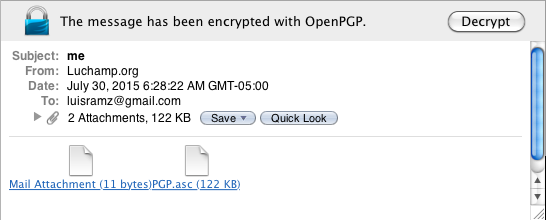 The message has been encrypted with OpenPGP. Decrypt
Subject: me
From: Luchamp.org
Date: July 30, 2015 6:28:22 AM GMT-05:00
To: luisramz@gmail.com
2 Attachments, 122 KB Save Quick Look
Mail Attachment (11 bytes)PGP.asc (122 KB)